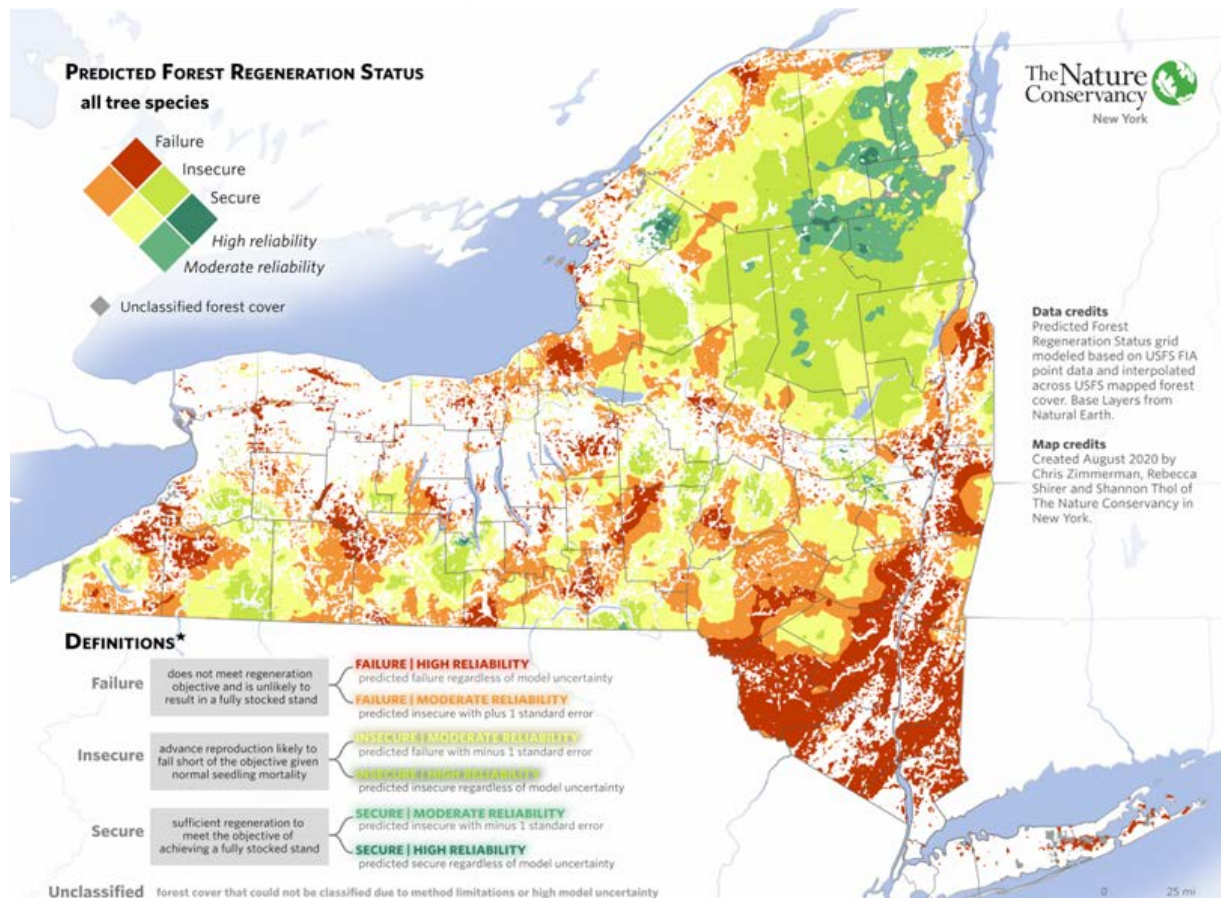 PREDICTED FOREST REGENERATION STATUS
all tree species
Failure
Insecure
Secure
High reliability
Moderate reliability
Unclassified forest cover
The Nature
Conservancy
New York
Data credits
Predicted Forest
Regeneration Status grid
modeled based on USFS FIA
point data and interpolated
across USFS mapped forest
cover. Base Layers from
Natural Earth.
Map credits
Created August 2020 by
Chris Zimmerman, Rebecca
Shirer and Shannon Thol of
The Nature Conservancy in
New York.
DEFINITIONS*
Failure
does not meet regeneration
objective and is unlikely to
result in a fully stocked stand
FAILURE | HIGH RELIABILITY
predicted failure regardless of model uncertainty
FAILURE | MODERATE RELIABILITY
predicted insecure with plus 1 standard error
Insecure
advance reproduction likely to
fall short of the objective given
normal seedling mortality
INSECURE | MODERATE RELIABILITY
predicted failure with minus 1 standard error
INSECURE | HIGH RELIABILITY
predicted insecure regardless of model uncertainty
Secure
sufficient regeneration to
meet the objective of
achieving a fully stocked stand
SECURE | MODERATE RELIABILITY
predicted insecure with minus 1 standard error
SECURE | HIGH RELIABILITY
predicted secure regardless of model uncertainty
Unclassified forest cover that could not be classified due to method limitations or high model uncertainty
0 25 mi